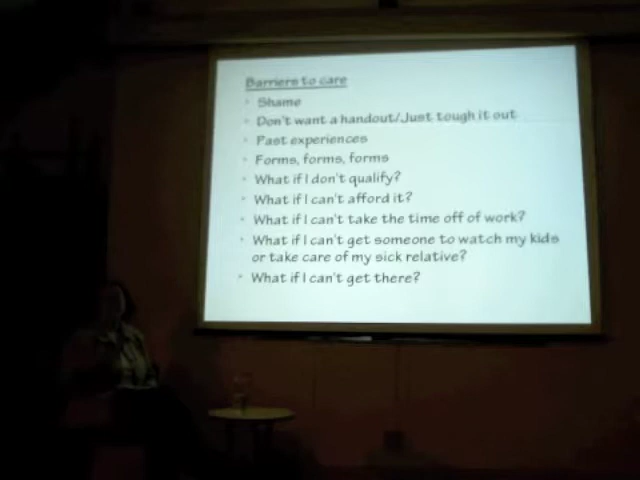 Barriers to care
• Shame
• Don't want a handout/Just tough it out
• Past experiences
• Forms, forms, forms
• What if I don't qualify?
• What if I can't afford it?
• What if I can't take the time off of work?
• What if I can't get someone to watch my kids
or take care of my sick relative?
• What if I can't get there?